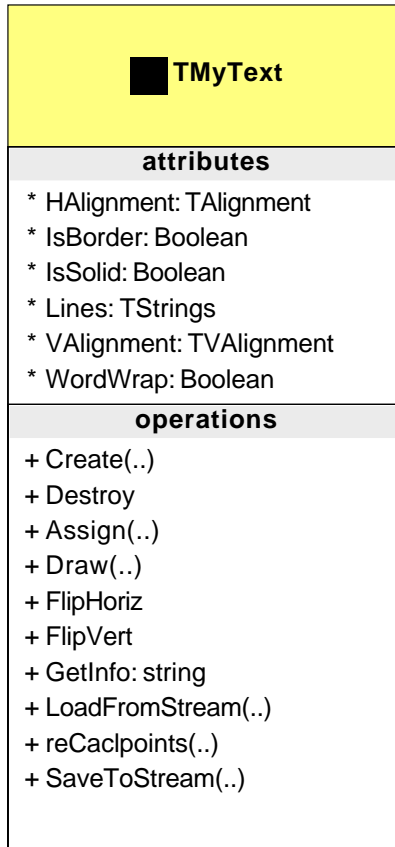 TMyText
attributes
* HAlignment: TAlignment
* IsBorder: Boolean
* IsSolid: Boolean
* Lines: TStrings
* VAlignment: TVAlignment
* WordWrap: Boolean
operations
+ Create(..)
+ Destroy
+ Assign(..)
+ Draw(..)
+ FlipHoriz
+ FlipVert
+ GetInfo: string
+ LoadFromStream(..)
+ reCaclpoints(..)
+ SaveToStream(..)